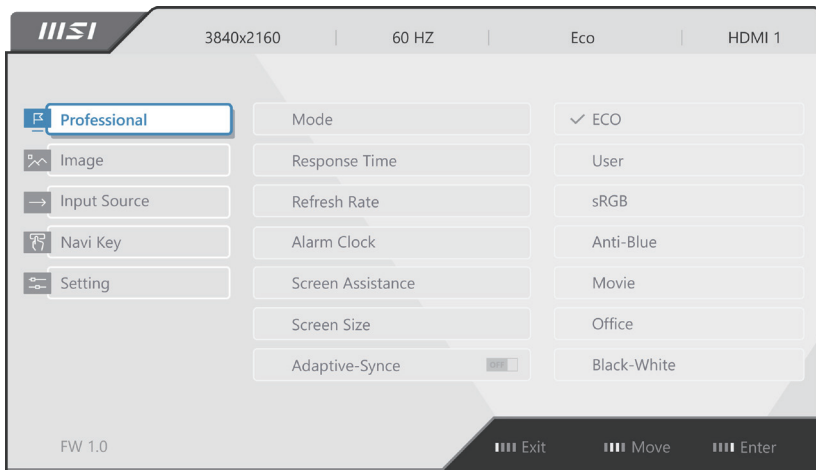 msi
3840x2160 60 HZ Eco HDMI 1
Professional Mode ECO
Image Response Time User
Input Source Refresh Rate sRGB
Navi Key Alarm Clock Anti-Blue
Setting Screen Assistance Movie
Screen Size Office
Adaptive-Synce OFF Black-White
FW 1.0 Exit Move Enter